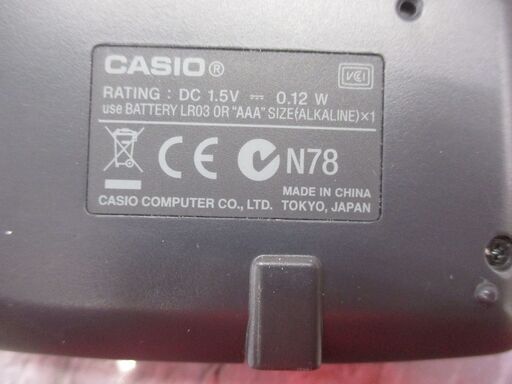 CASIO®
VCI
RATING : DC 1.5V ⎓ 0.12 W
use BATTERY LR03 OR "AAA" SIZE(ALKALINE)×1
CE N78
MADE IN CHINA
CASIO COMPUTER CO., LTD. TOKYO, JAPAN